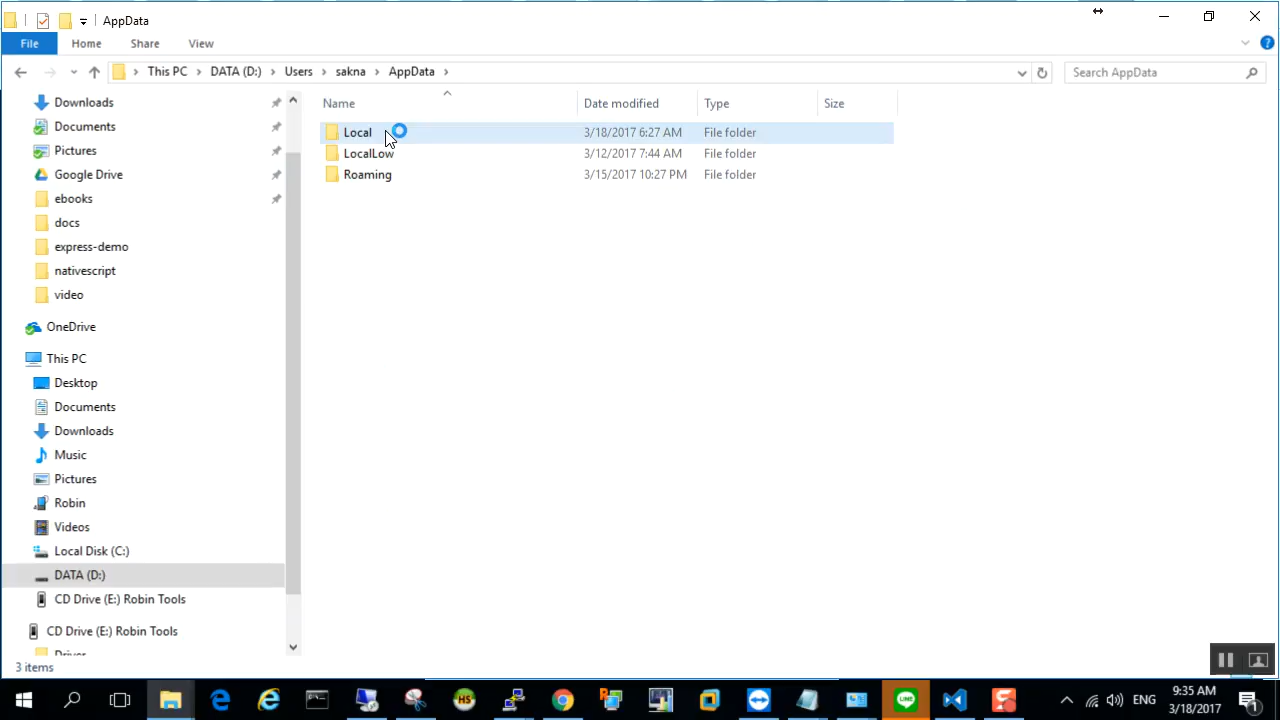 AppData
File Home Share View
This PC DATA (D:) Users sakna AppData
Search AppData
Name Date modified Type Size
Downloads
Documents
Pictures
Google Drive
ebooks
docs
express-demo
nativescript
video
OneDrive
This PC
Desktop
Documents
Downloads
Music
Pictures
Robin
Videos
Local Disk (C:)
DATA (D:)
CD Drive (E:) Robin Tools
CD Drive (E:) Robin Tools
Driver
Local 3/18/2017 6:27 AM File folder
LocalLow 3/12/2017 7:44 AM File folder
Roaming 3/15/2017 10:27 PM File folder
3 items
HS
LINE
ENG
9:35 AM
3/18/2017
1